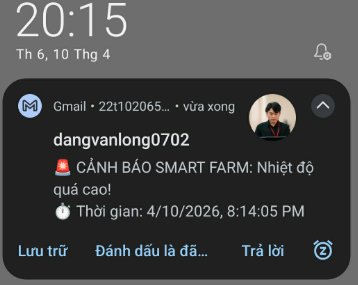 20:15
Th 6, 10 Thg 4
Gmail • 22t102065... • vừa xong
dangvanlong0702
🚨 CẢNH BÁO SMART FARM: Nhiệt độ
quá cao!
⏱️ Thời gian: 4/10/2026, 8:14:05 PM
Lưu trữ Đánh dấu là đã... Trả lời